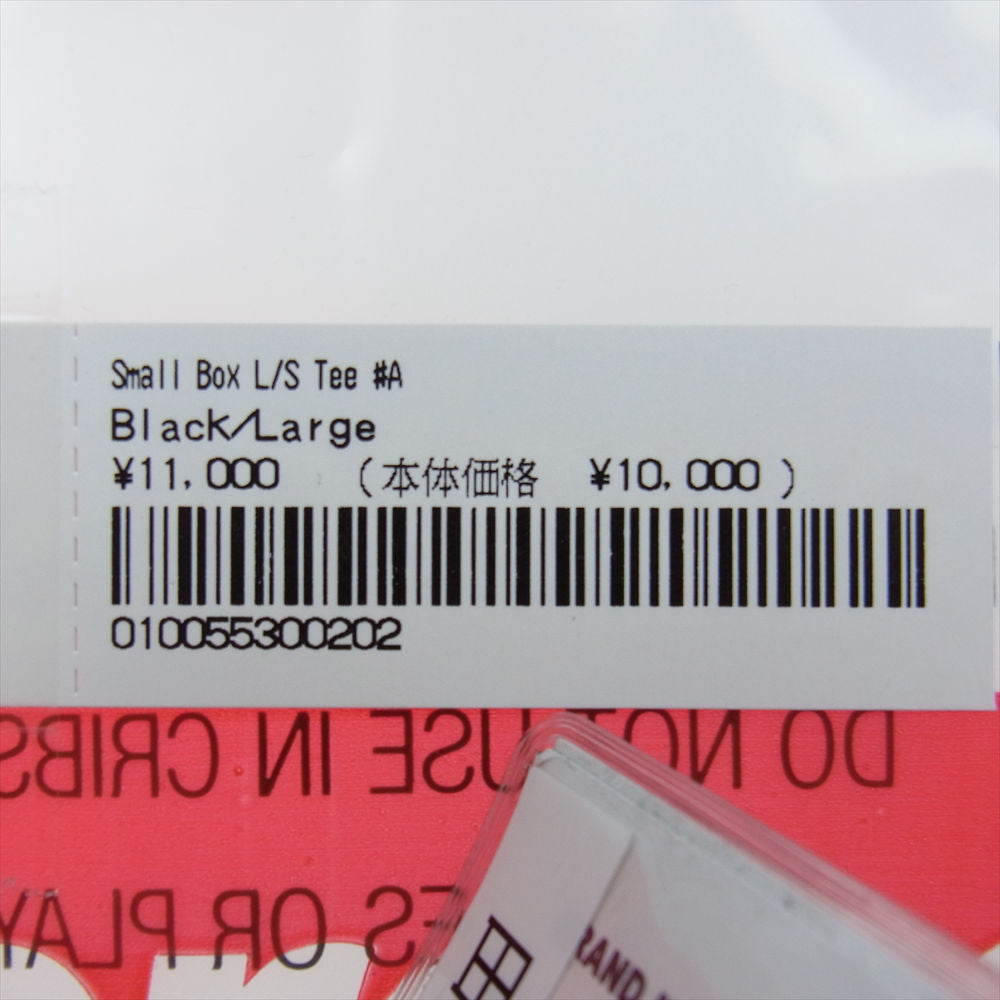 Small Box L/S Tee #A
Black/Large
¥11,000 (本体価格 ¥10,000 )
010055300202
DO NOT USE IN CRIBS
ES OR PLAY